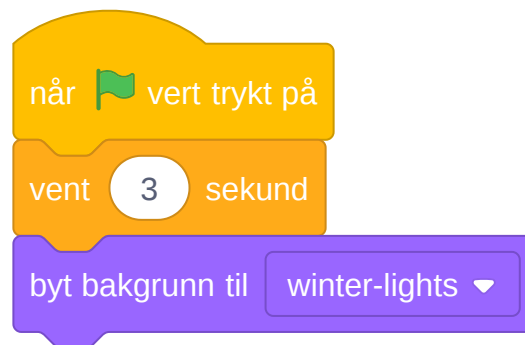 når vert trykt på
vent 3 sekund
byt bakgrunn til winter-lights